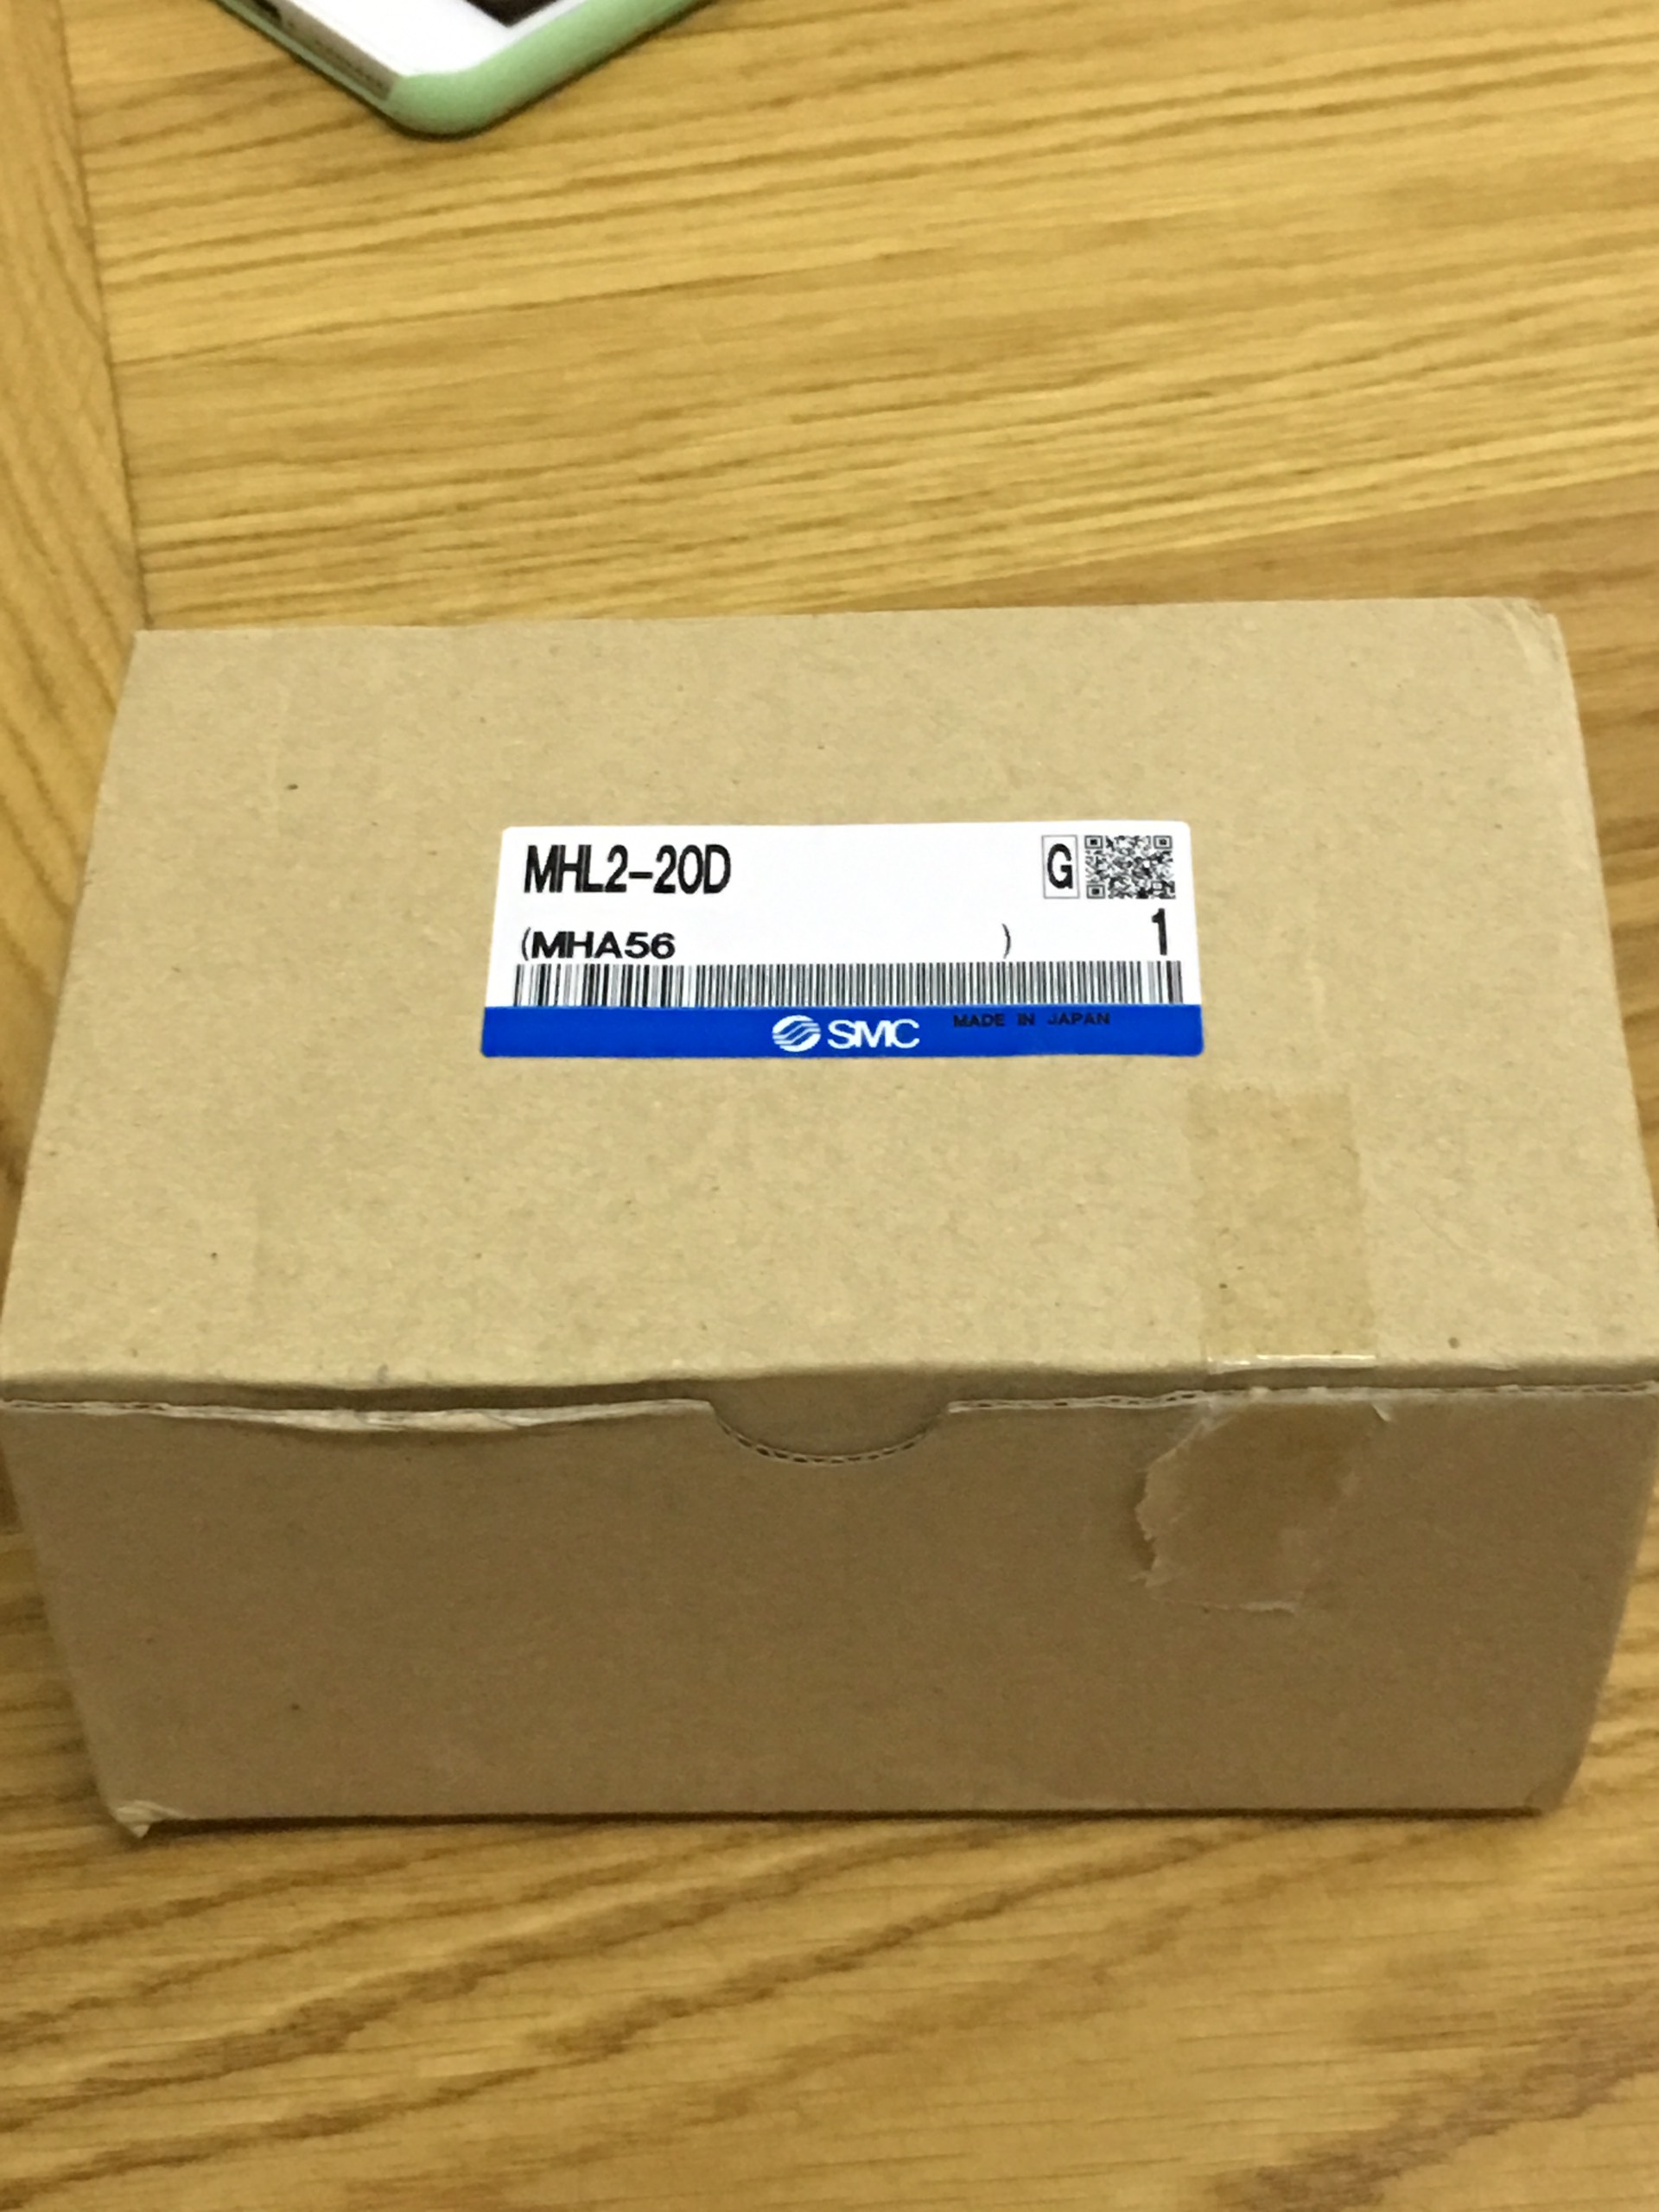 MHL2-20D G
(MHA56 ) 1
SMC MADE IN JAPAN